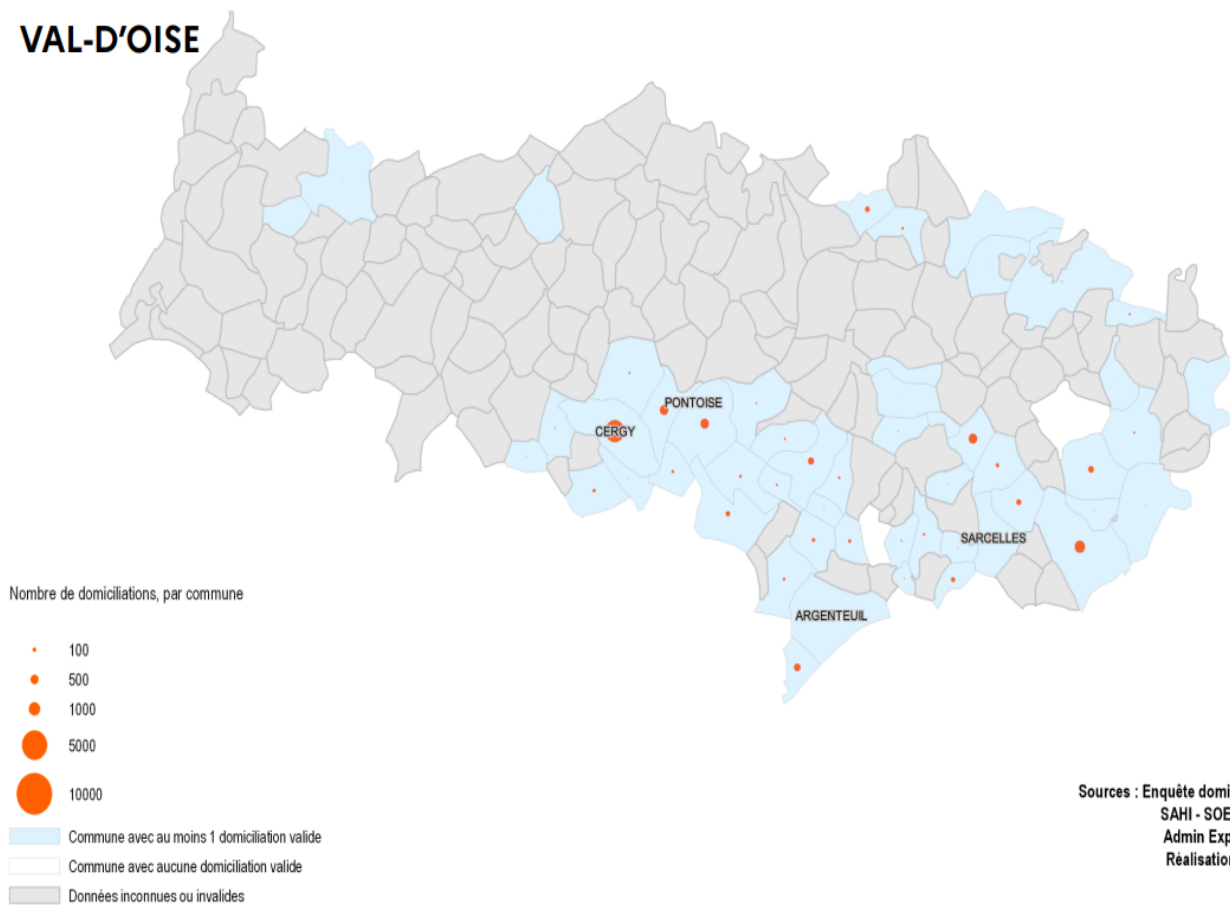 VAL-D'OISE
PONTOISE
CERGY
SARCELLES
ARGENTEUIL
Nombre de domiciliations, par commune
100
500
1000
5000
10000
Commune avec au moins 1 domiciliation valide
Commune avec aucune domiciliation valide
Données inconnues ou invalides
Sources : Enquête domi
SAHI - SOE
Admin Exp
Réalisation